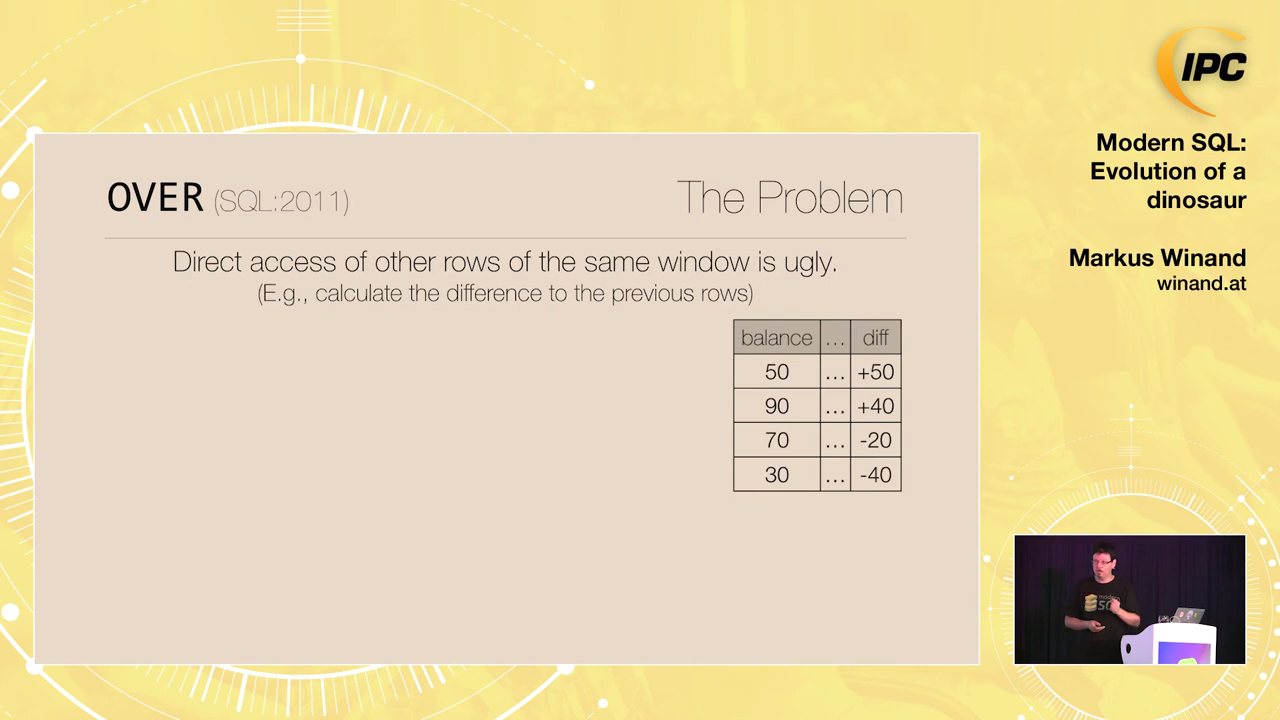 IPC
Modern SQL:
Evolution of a
dinosaur
Markus Winand
winand.at
OVER (SQL:2011) The Problem
Direct access of other rows of the same window is ugly.
(E.g., calculate the difference to the previous rows)
balance … diff
50 … +50
90 … +40
70 … -20
30 … -40